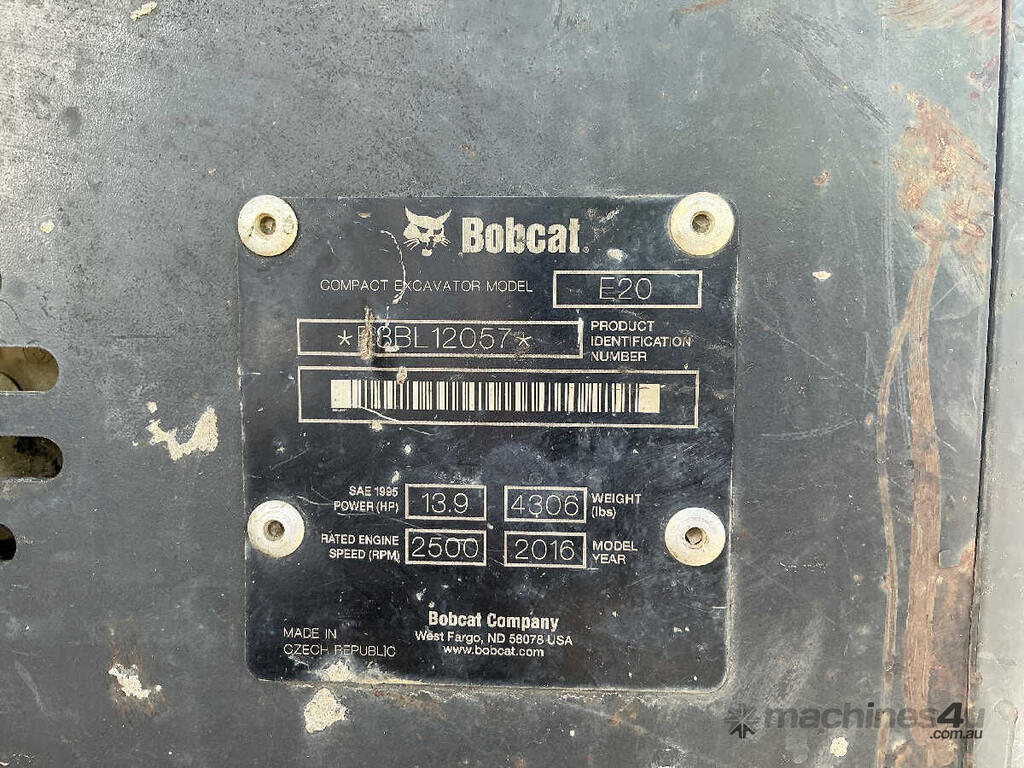 Bobcat®
COMPACT EXCAVATOR MODEL E20
*B3BL12057* PRODUCT IDENTIFICATION NUMBER
SAE 1995 POWER (HP) 13.9 4306 WEIGHT (lbs)
RATED ENGINE SPEED (RPM) 2500 2016 MODEL YEAR
Bobcat Company
West Fargo, ND 58078 USA
www.bobcat.com
MADE IN
CZECH REPUBLIC
machines4u
.com.au